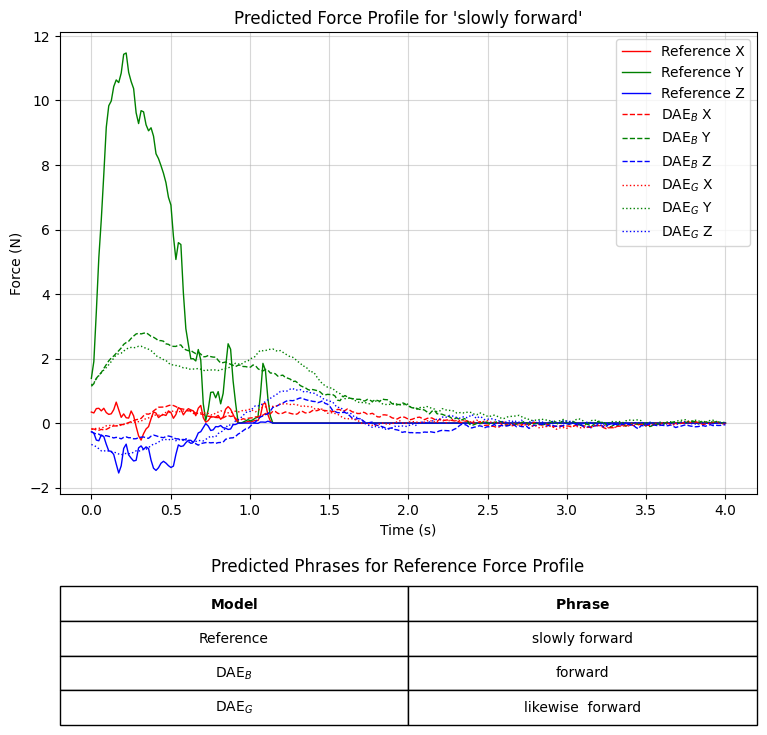 Predicted Force Profile for 'slowly forward'
Force (N)
12
10
8
6
4
2
0
−2
0.0 0.5 1.0 1.5 2.0 2.5 3.0 3.5 4.0
Time (s)
Reference X
Reference Y
Reference Z
DAE_B X
DAE_B Y
DAE_B Z
DAE_G X
DAE_G Y
DAE_G Z
Predicted Phrases for Reference Force Profile
Model Phrase
Reference slowly forward
DAE_B forward
DAE_G likewise  forward